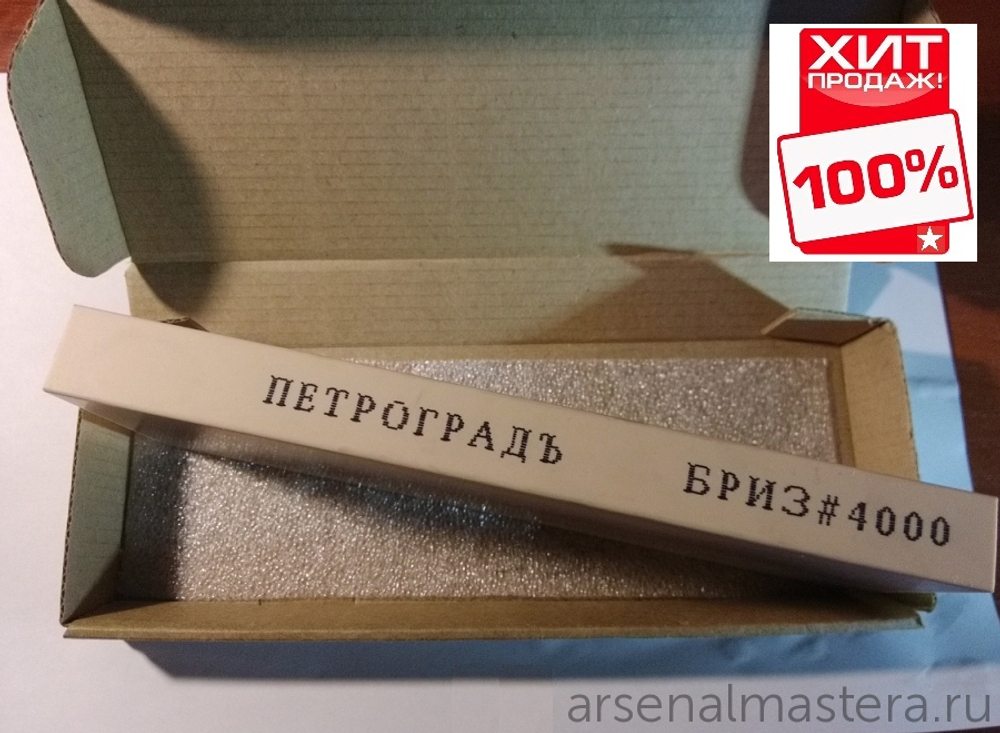 ХИТ
ПРОДАЖ!
100%
ПЕТРОГРАДЪ БРИЗ#4000
arsenalmastera.ru